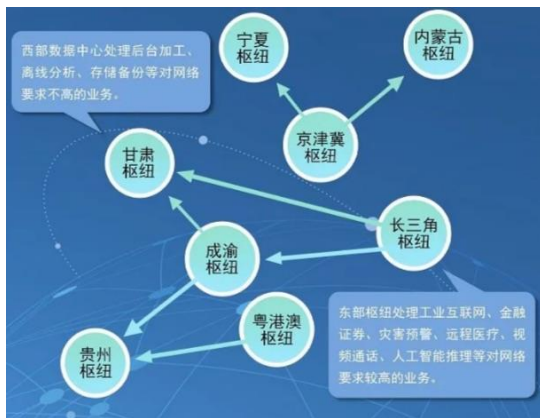 宁夏
枢纽
内蒙古
枢纽
西部数据中心处理后台加工、
离线分析、存储备份等对网络
要求不高的业务。
京津冀
枢纽
甘肃
枢纽
长三角
枢纽
成渝
枢纽
东部枢纽处理工业互联网、金融
证券、灾害预警、远程医疗、视
频通话、人工智能推理等对网络
要求较高的业务。
粤港澳
枢纽
贵州
枢纽